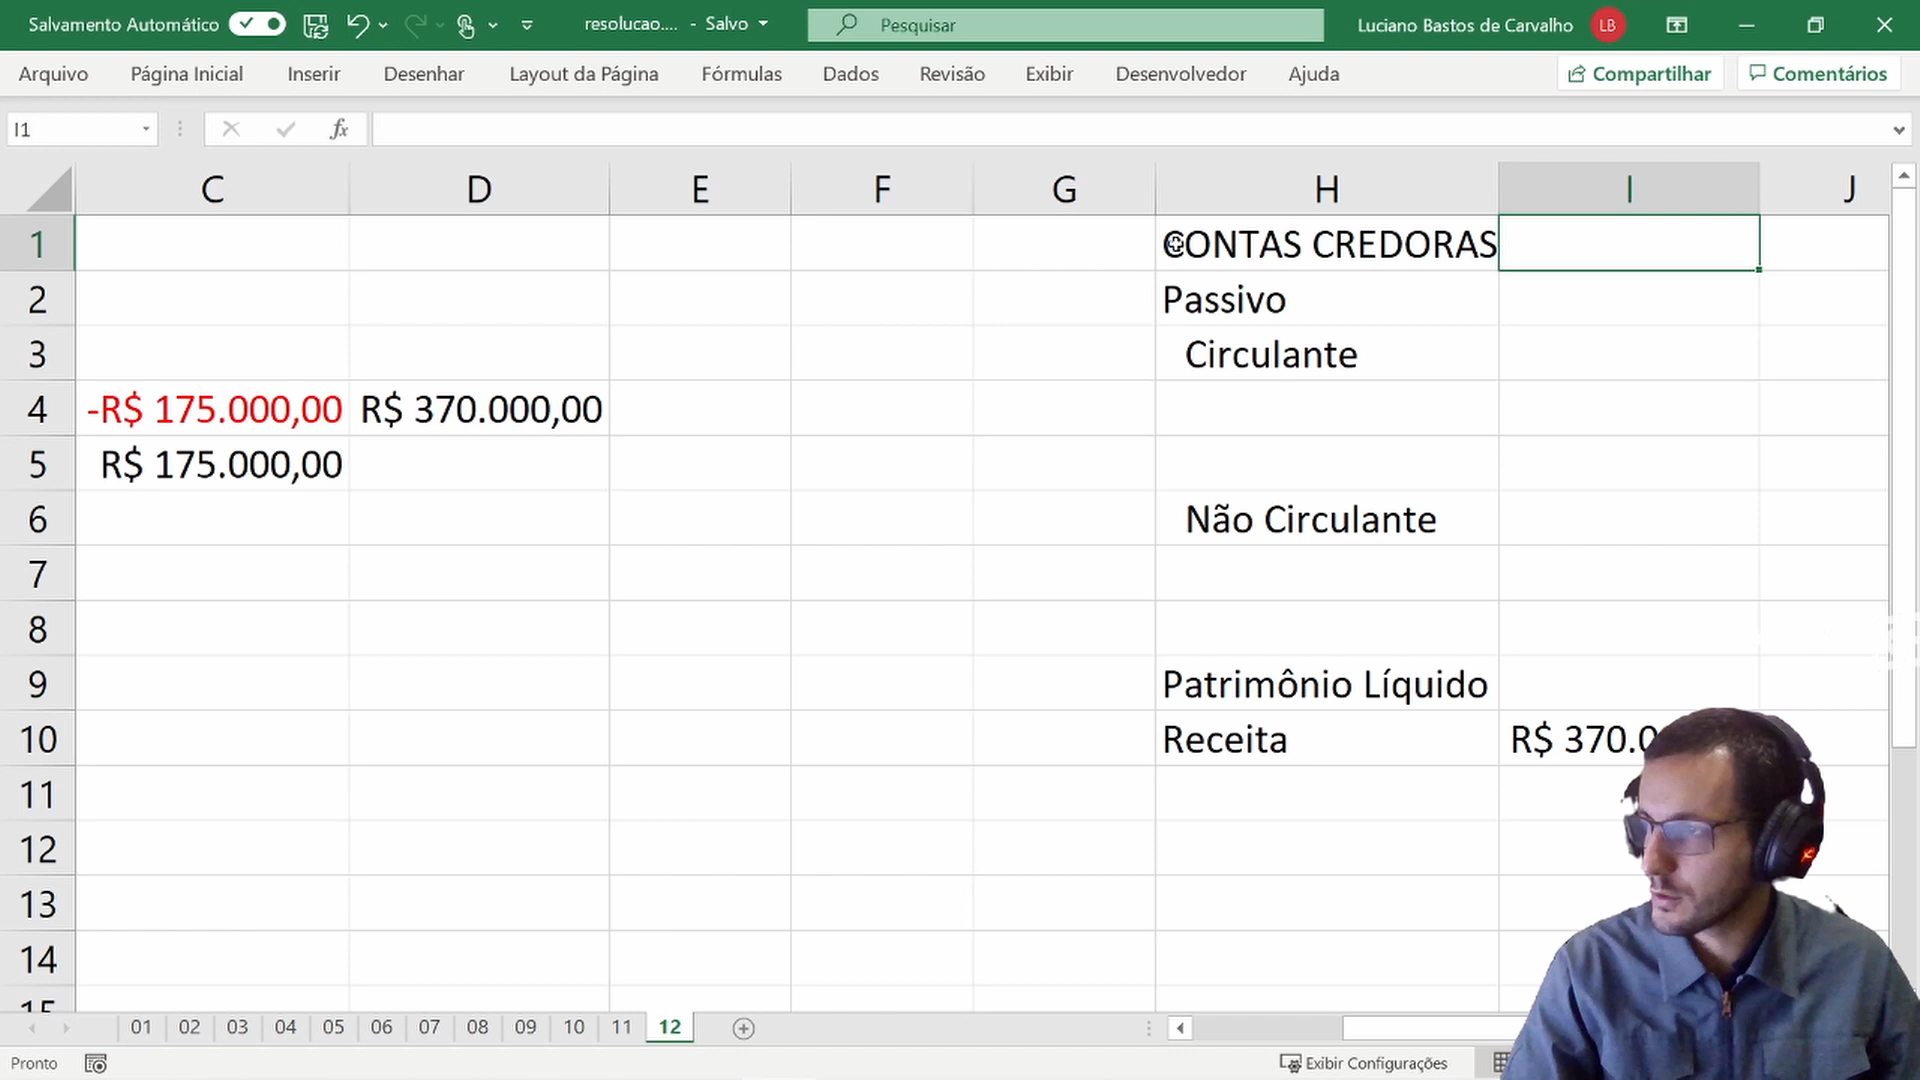 Salvamento Automático
resolucao.... - Salvo
Pesquisar
Luciano Bastos de Carvalho
LB
Arquivo Página Inicial Inserir Desenhar Layout da Página Fórmulas Dados Revisão Exibir Desenvolvedor Ajuda
Compartilhar Comentários
I1
fx
C D E F G H I J
1 CONTAS CREDORAS
2 Passivo
3 Circulante
4 -R$ 175.000,00 R$ 370.000,00
5 R$ 175.000,00
6 Não Circulante
7
8
9 Patrimônio Líquido
10 Receita R$ 370.0
11
12
13
14
15
01 02 03 04 05 06 07 08 09 10 11 12
Pronto
Exibir Configurações